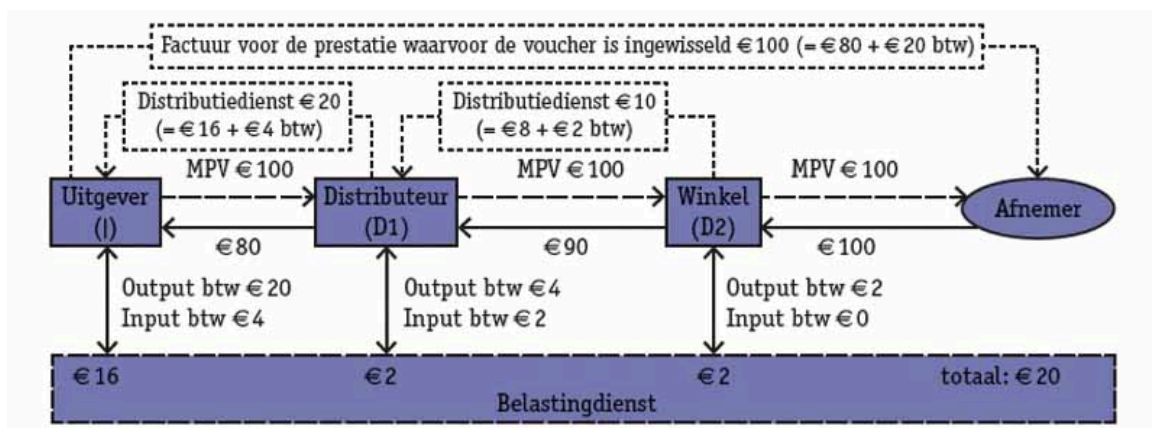 Factuur voor de prestatie waarvoor de voucher is ingewisseld €100 (= €80 + €20 btw)
Distributiedienst €20
(= €16 + €4 btw)
Distributiedienst €10
(= €8 + €2 btw)
MPV €100
MPV €100
MPV €100
Uitgever
(I)
Distributeur
(D1)
Winkel
(D2)
Afnemer
€80
€90
€100
Output btw €20
Input btw €4
Output btw €4
Input btw €2
Output btw €2
Input btw €0
€16
€2
€2
totaal: €20
Belastingdienst